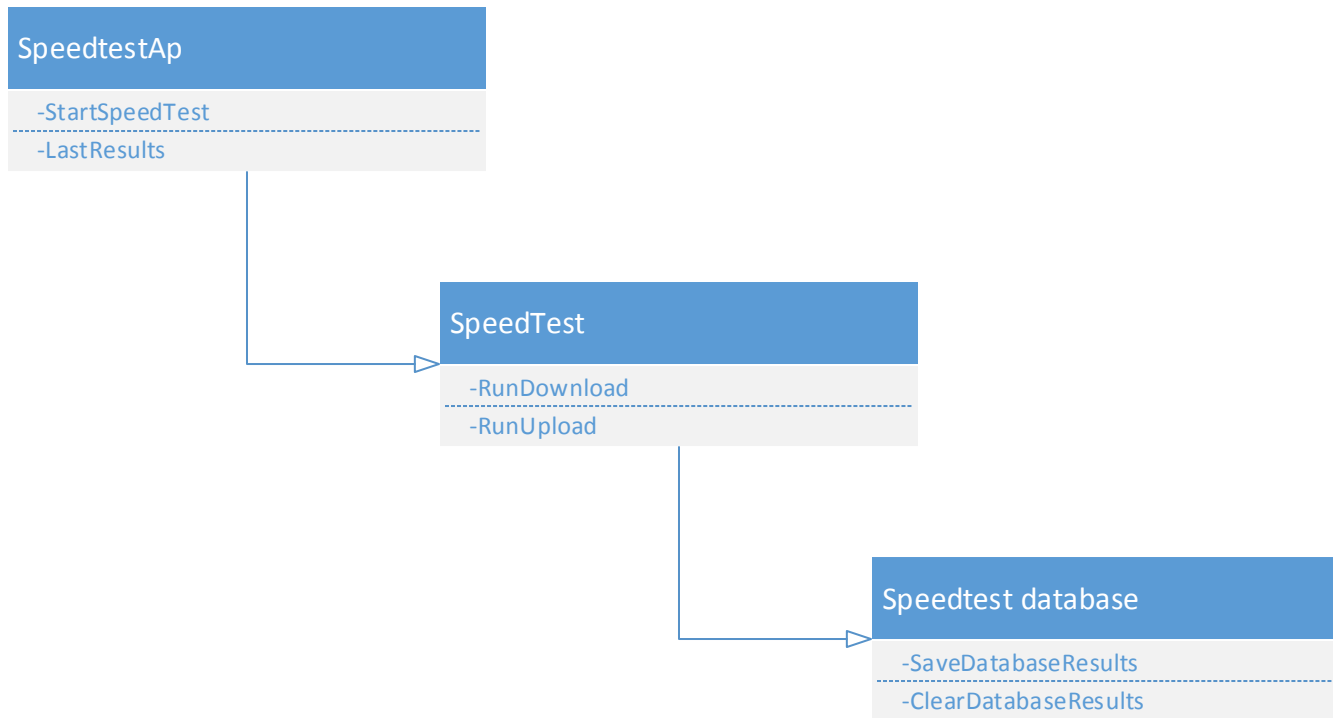 SpeedtestAp
-StartSpeedTest
-LastResults
SpeedTest
-RunDownload
-RunUpload
Speedtest database
-SaveDatabaseResults
-ClearDatabaseResults